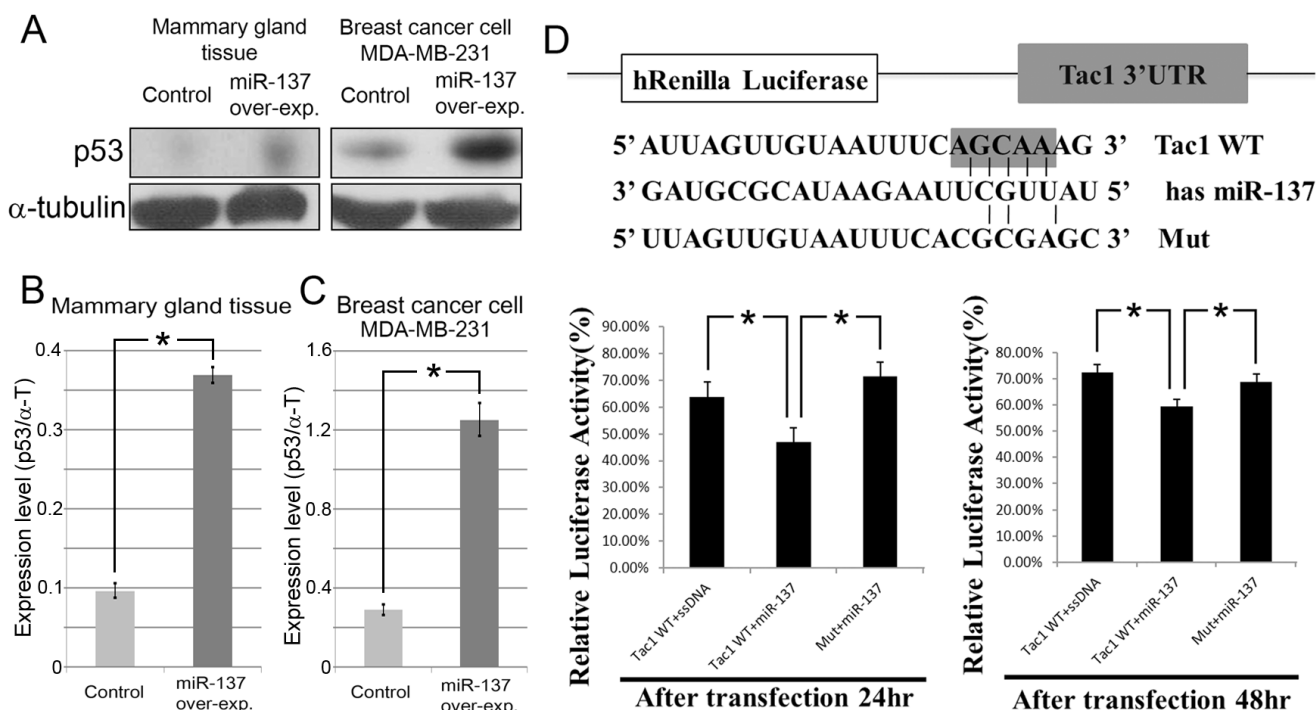 A
Mammary gland
tissue
Control
miR-137
over-exp.
Breast cancer cell
MDA-MB-231
Control
miR-137
over-exp.
p53
α-tubulin
B
Mammary gland tissue
*
Expression level (p53/α-T)
0.4
0.3
0.2
0.1
0
Control
miR-137
over-exp.
C
Breast cancer cell
MDA-MB-231
*
Expression level (p53/α-T)
1.6
1.2
0.8
0.4
0
Control
miR-137
over-exp.
D
hRenilla Luciferase
Tac1 3’UTR
5’ AUUAGUUGUAAUUUCAGCAAAG 3’ Tac1 WT
3’ GAUGCGCAUAAGAAUUCGUUAU 5’ has miR-137
5’ UUAGUUGUAAUUUCACGCGAGC 3’ Mut
Relative Luciferase Activity(%)
90.00%
80.00%
70.00%
60.00%
50.00%
40.00%
30.00%
20.00%
10.00%
0.00%
* *
Tac1 WT+ssDNA
Tac1 WT+miR-137
Mut+miR-137
After transfection 24hr
Relative Luciferase Activity(%)
80.00%
70.00%
60.00%
50.00%
40.00%
30.00%
20.00%
10.00%
0.00%
* *
Tac1 WT+ssDNA
Tac1 WT+miR-137
Mut+miR-137
After transfection 48hr